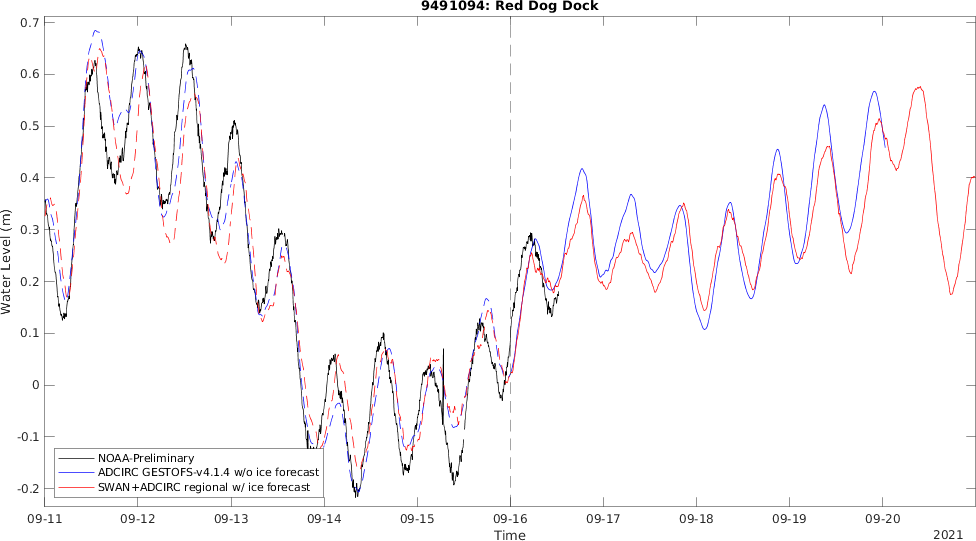 9491094: Red Dog Dock
Water Level (m)
0.7
0.6
0.5
0.4
0.3
0.2
0.1
0
-0.1
-0.2
NOAA-Preliminary
ADCIRC GESTOFS-v4.1.4 w/o ice forecast
SWAN+ADCIRC regional w/ ice forecast
09-11 09-12 09-13 09-14 09-15 09-16 09-17 09-18 09-19 09-20
Time
2021